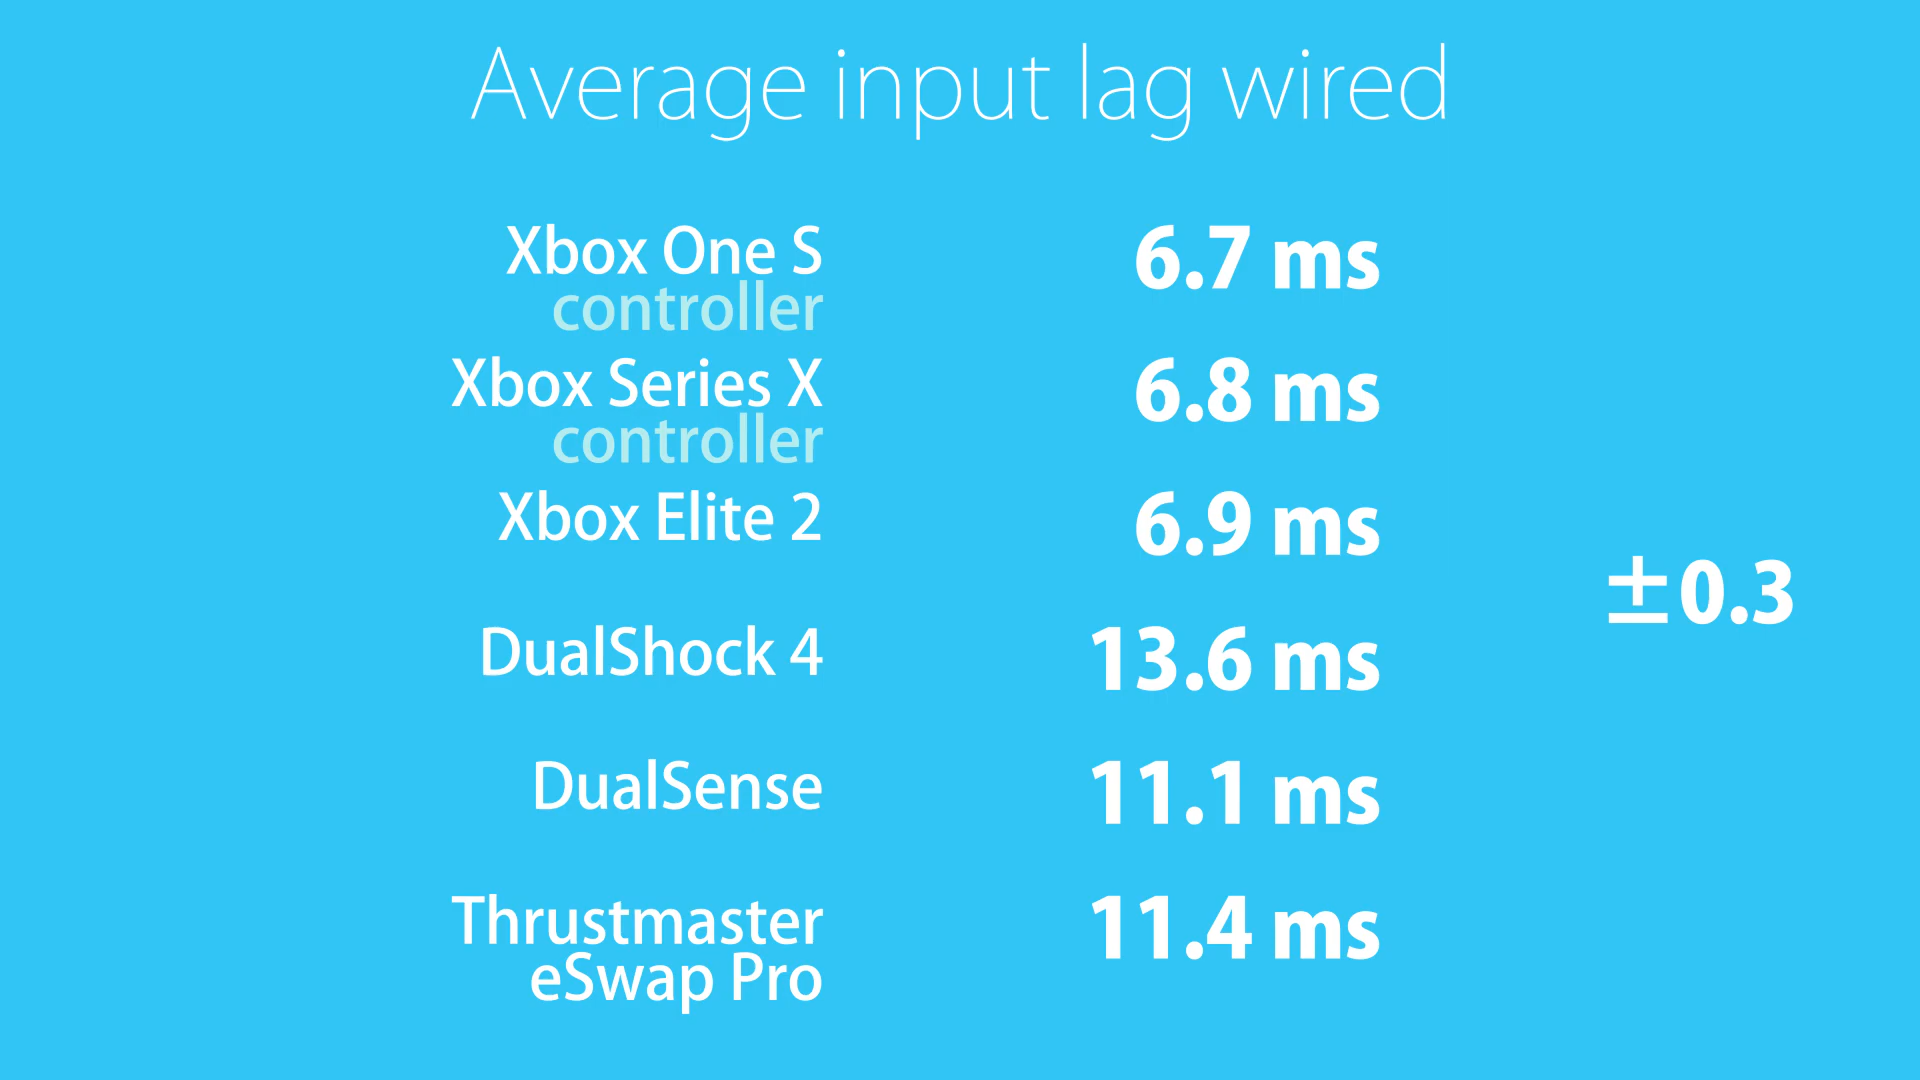 Average input lag wired
Xbox One S 6.7 ms
controller
Xbox Series X 6.8 ms
controller
Xbox Elite 2 6.9 ms
±0.3
DualShock 4 13.6 ms
DualSense 11.1 ms
Thrustmaster 11.4 ms
eSwap Pro